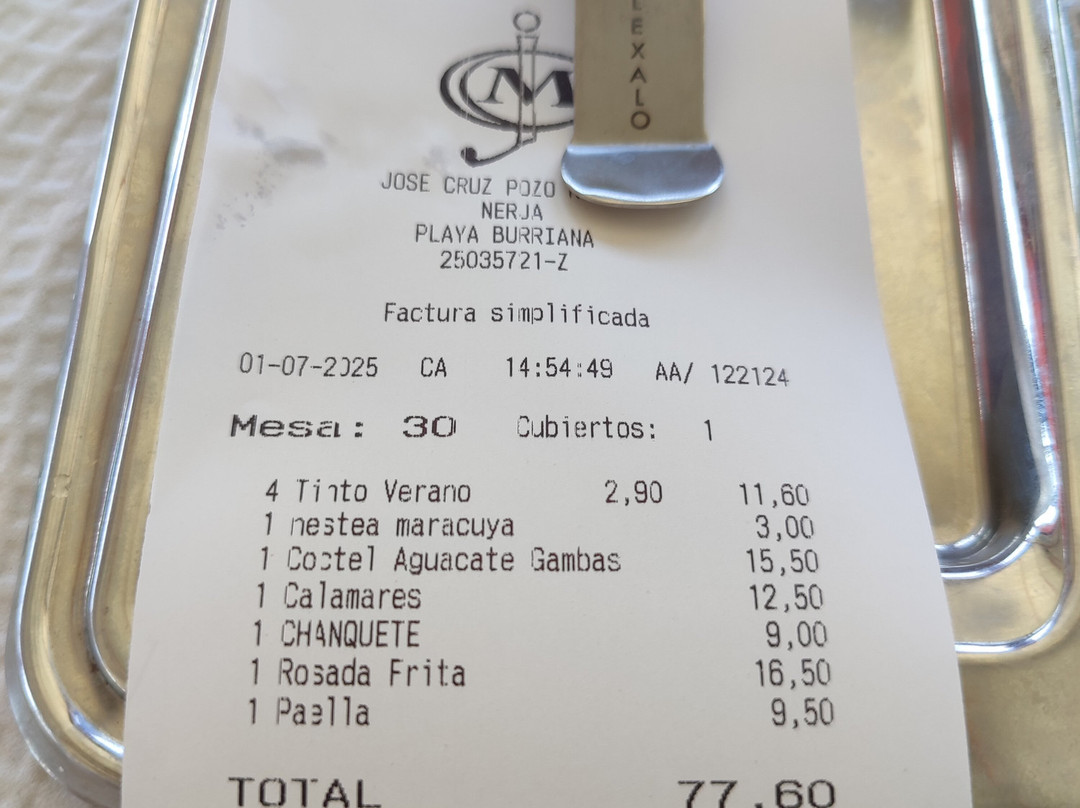 LEXALO
JOSE CRUZ POZO
NERJA
PLAYA BURRIANA
25035721-Z
Factura simplificada
01-07-2025 CA 14:54:49 AA/ 122124
Mesa: 30 Cubiertos: 1
4 Tinto Verano 2,90 11,60
1 nestea maracuya 3,00
1 Coctel Aguacate Gambas 15,50
1 Calamares 12,50
1 CHANQUETE 9,00
1 Rosada Frita 16,50
1 Paella 9,50
TOTAL 77,60